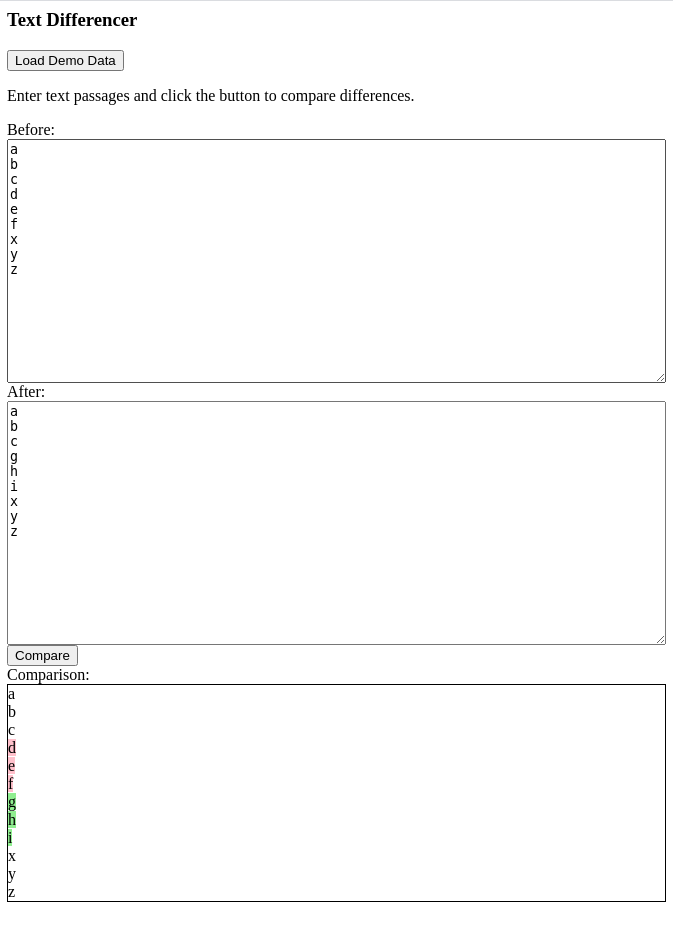 Text Differencer
Load Demo Data
Enter text passages and click the button to compare differences.
Before:
a
b
c
d
e
f
x
y
z
After:
a
b
c
g
h
i
x
y
z
Compare
Comparison:
a
b
c
d
e
f
g
h
i
x
y
z